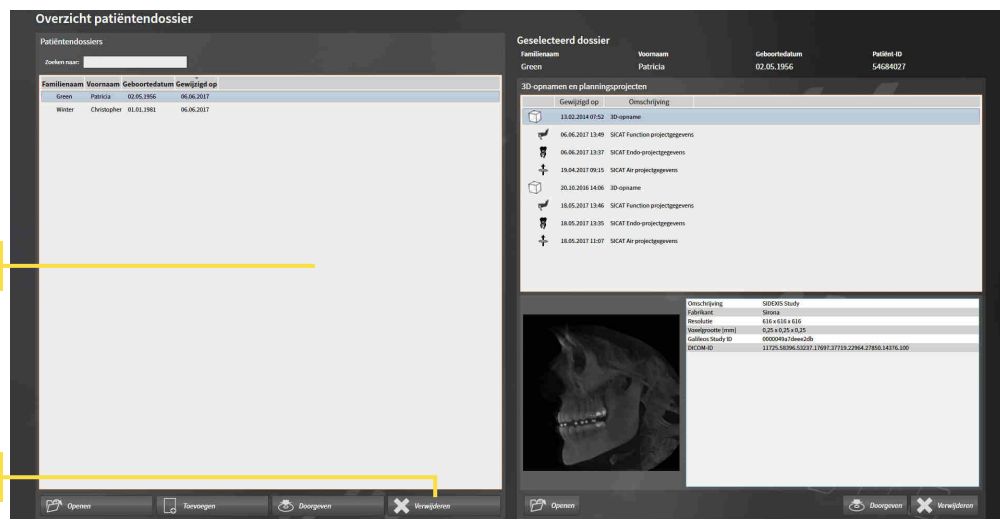 Overzicht patiëntendossier
Patiëntendossiers
Zoeken naar:
Familienaam Voornaam Geboortedatum Gewijzigd op
Green Patricia 02.05.1956 06.06.2017
Winter Christopher 01.01.1981 06.06.2017
Openen Toevoegen Doorgeven Verwijderen
Geselecteerd dossier
Familienaam Voornaam Geboortedatum Patiënt-ID
Green Patricia 02.05.1956 54684027
3D-opnamen en planningsprojecten
Gewijzigd op Omschrijving
13.02.2014 07:52 3D-opname
06.06.2017 13:49 SICAT Function projectgegevens
06.06.2017 13:37 SICAT Endo-projectgegevens
19.04.2017 09:15 SICAT Air projectgegevens
20.10.2016 14:06 3D-opname
18.05.2017 13:46 SICAT Function projectgegevens
18.05.2017 13:35 SICAT Endo-projectgegevens
18.05.2017 11:07 SICAT Air projectgegevens
Omschrijving SIDEXIS Study
Fabrikant Sirona
Resolutie 616 x 616 x 616
Voxelgrootte (mm) 0,25 x 0,25 x 0,25
Galileos Study ID 0000049a7deee2db
DICOM-ID 11725.58396.53237.17697.37719.22964.27850.14376.100
Openen Doorgeven Verwijderen